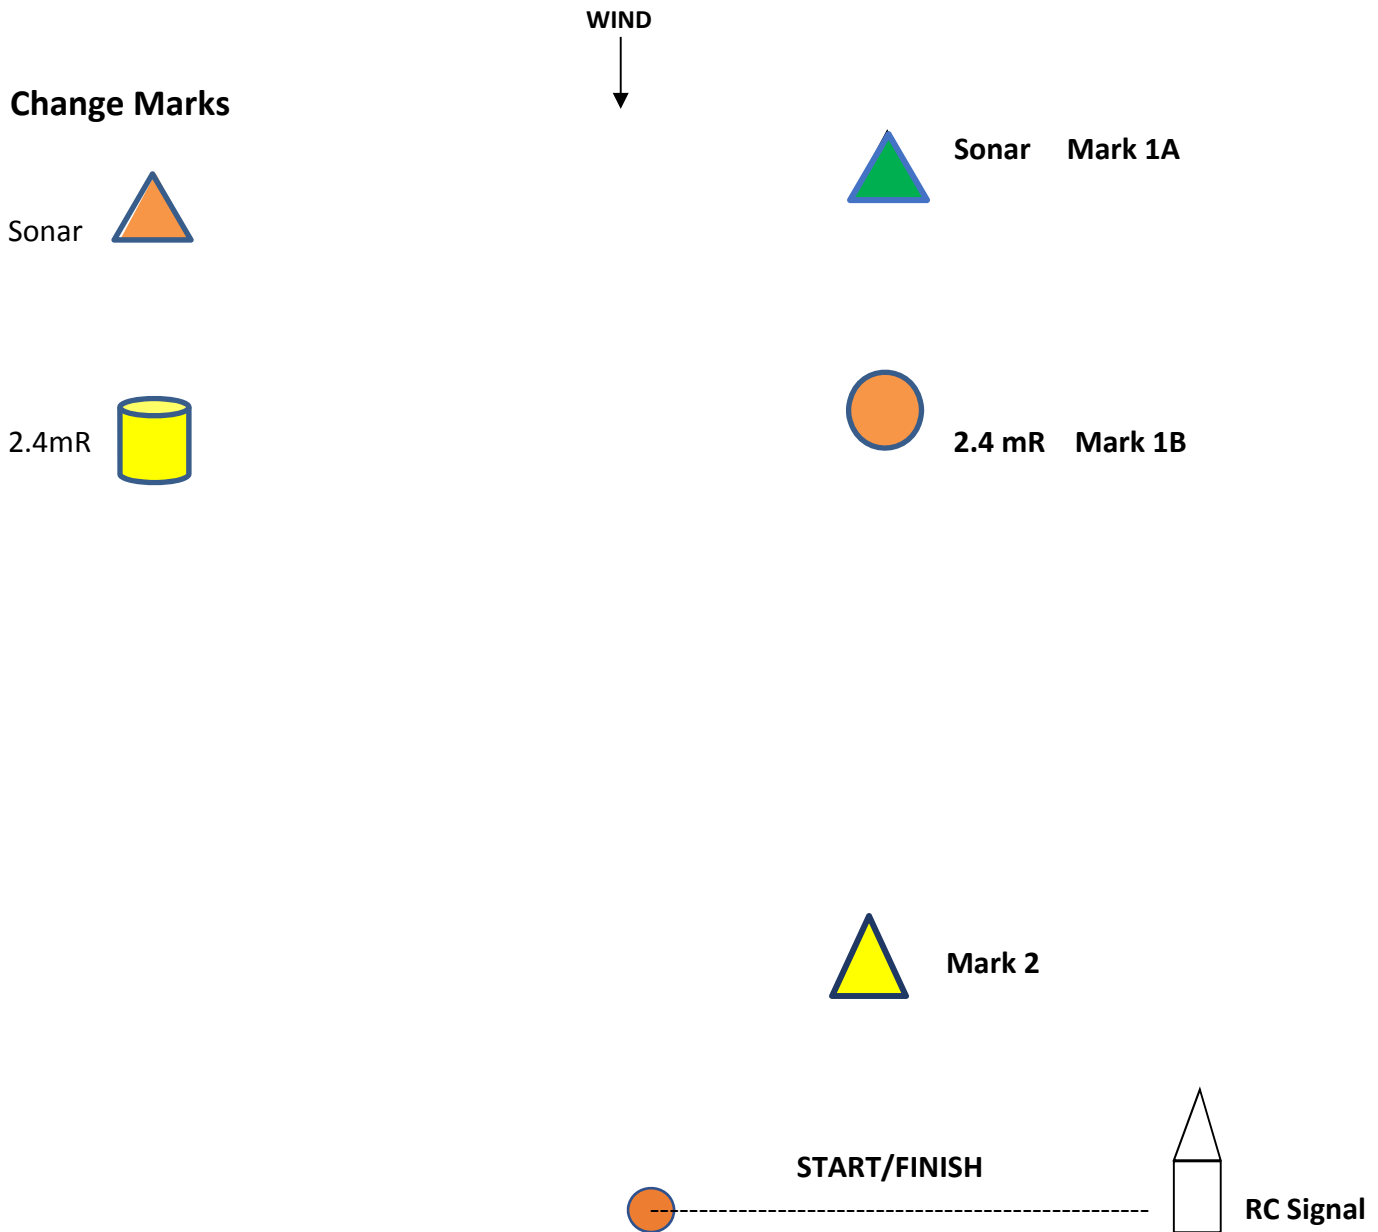 WIND
Change Marks
Sonar Mark 1A
Sonar
2.4mR
2.4 mR Mark 1B
Mark 2
START/FINISH
RC Signal